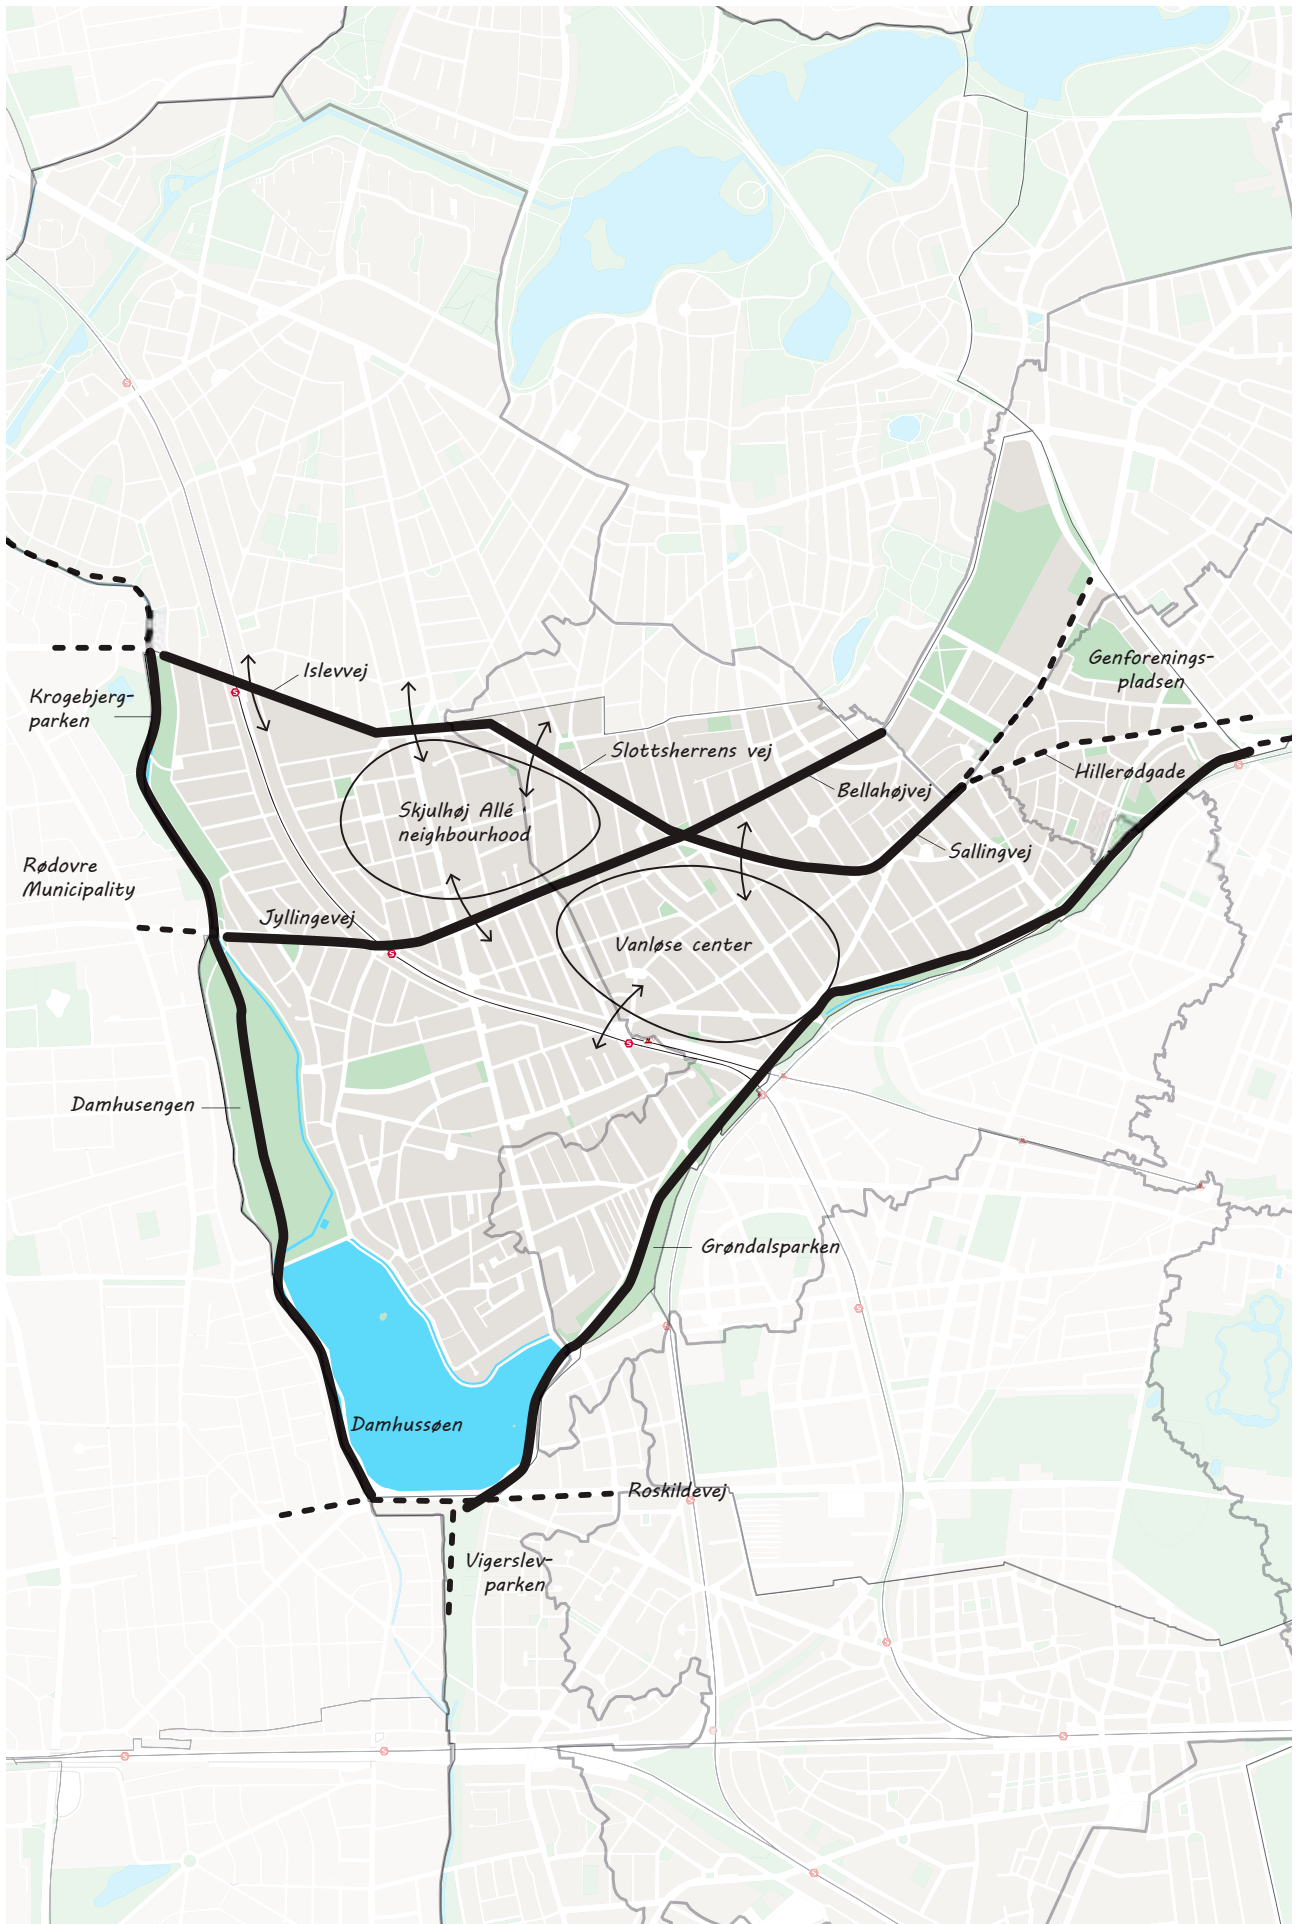 Islevvej
Genforenings-
pladsen
Krogebjerg-
parken
Slottsherrens vej
Hillerødgade
Bellahøjvej
Skjulhøj Allé
neighbourhood
Sallingvej
Rødovre
Municipality
Jyllingevej
Vanløse center
Damhusengen
Grøndalsparken
Damhussøen
Roskildevej
Vigerslev-
parken